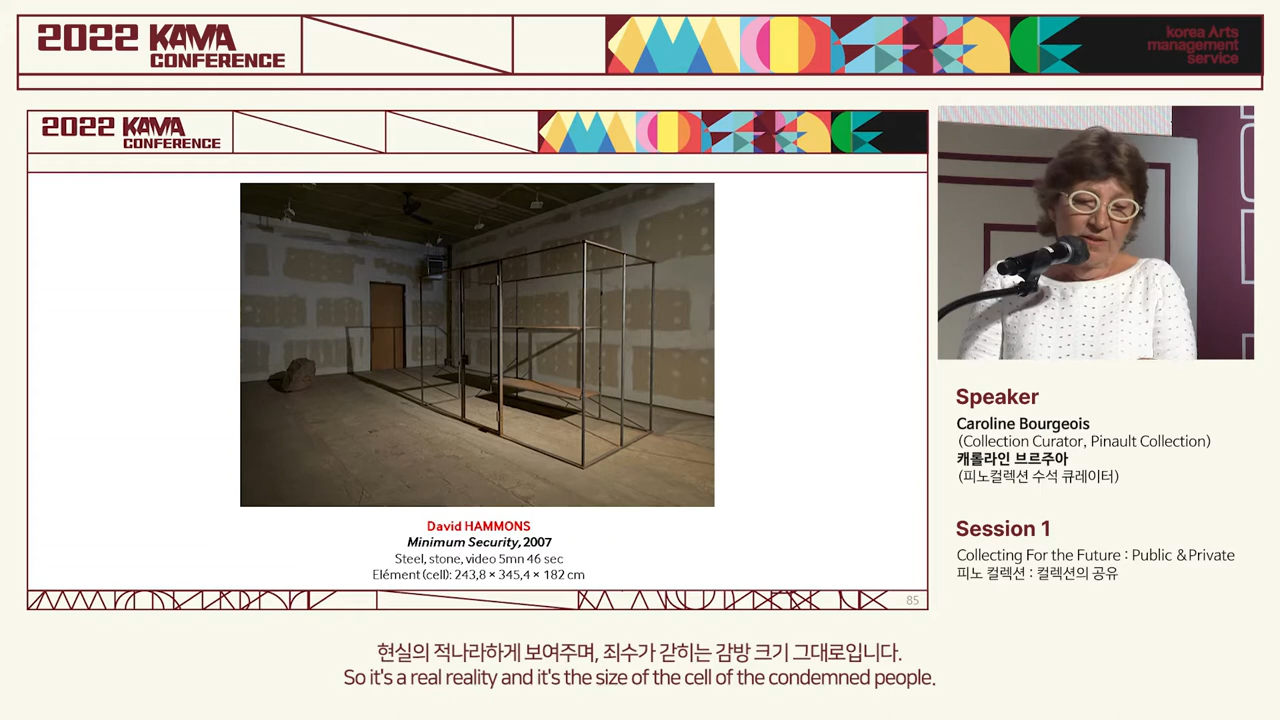 2022 KAMA
CONFERENCE
korea Arts
management
service
2022 KAMA
CONFERENCE
David HAMMONS
Minimum Security, 2007
Steel, stone, video 5mn 46 sec
Elément (cell): 243,8 × 345,4 × 182 cm
85
Speaker
Caroline Bourgeois
(Collection Curator, Pinault Collection)
캐롤라인 브르주아
(피노컬렉션 수석 큐레이터)
Session 1
Collecting For the Future : Public & Private
피노 컬렉션 : 컬렉션의 공유
현실의 적나라하게 보여주며, 죄수가 갇히는 감방 크기 그대로입니다.
So it's a real reality and it's the size of the cell of the condemned people.